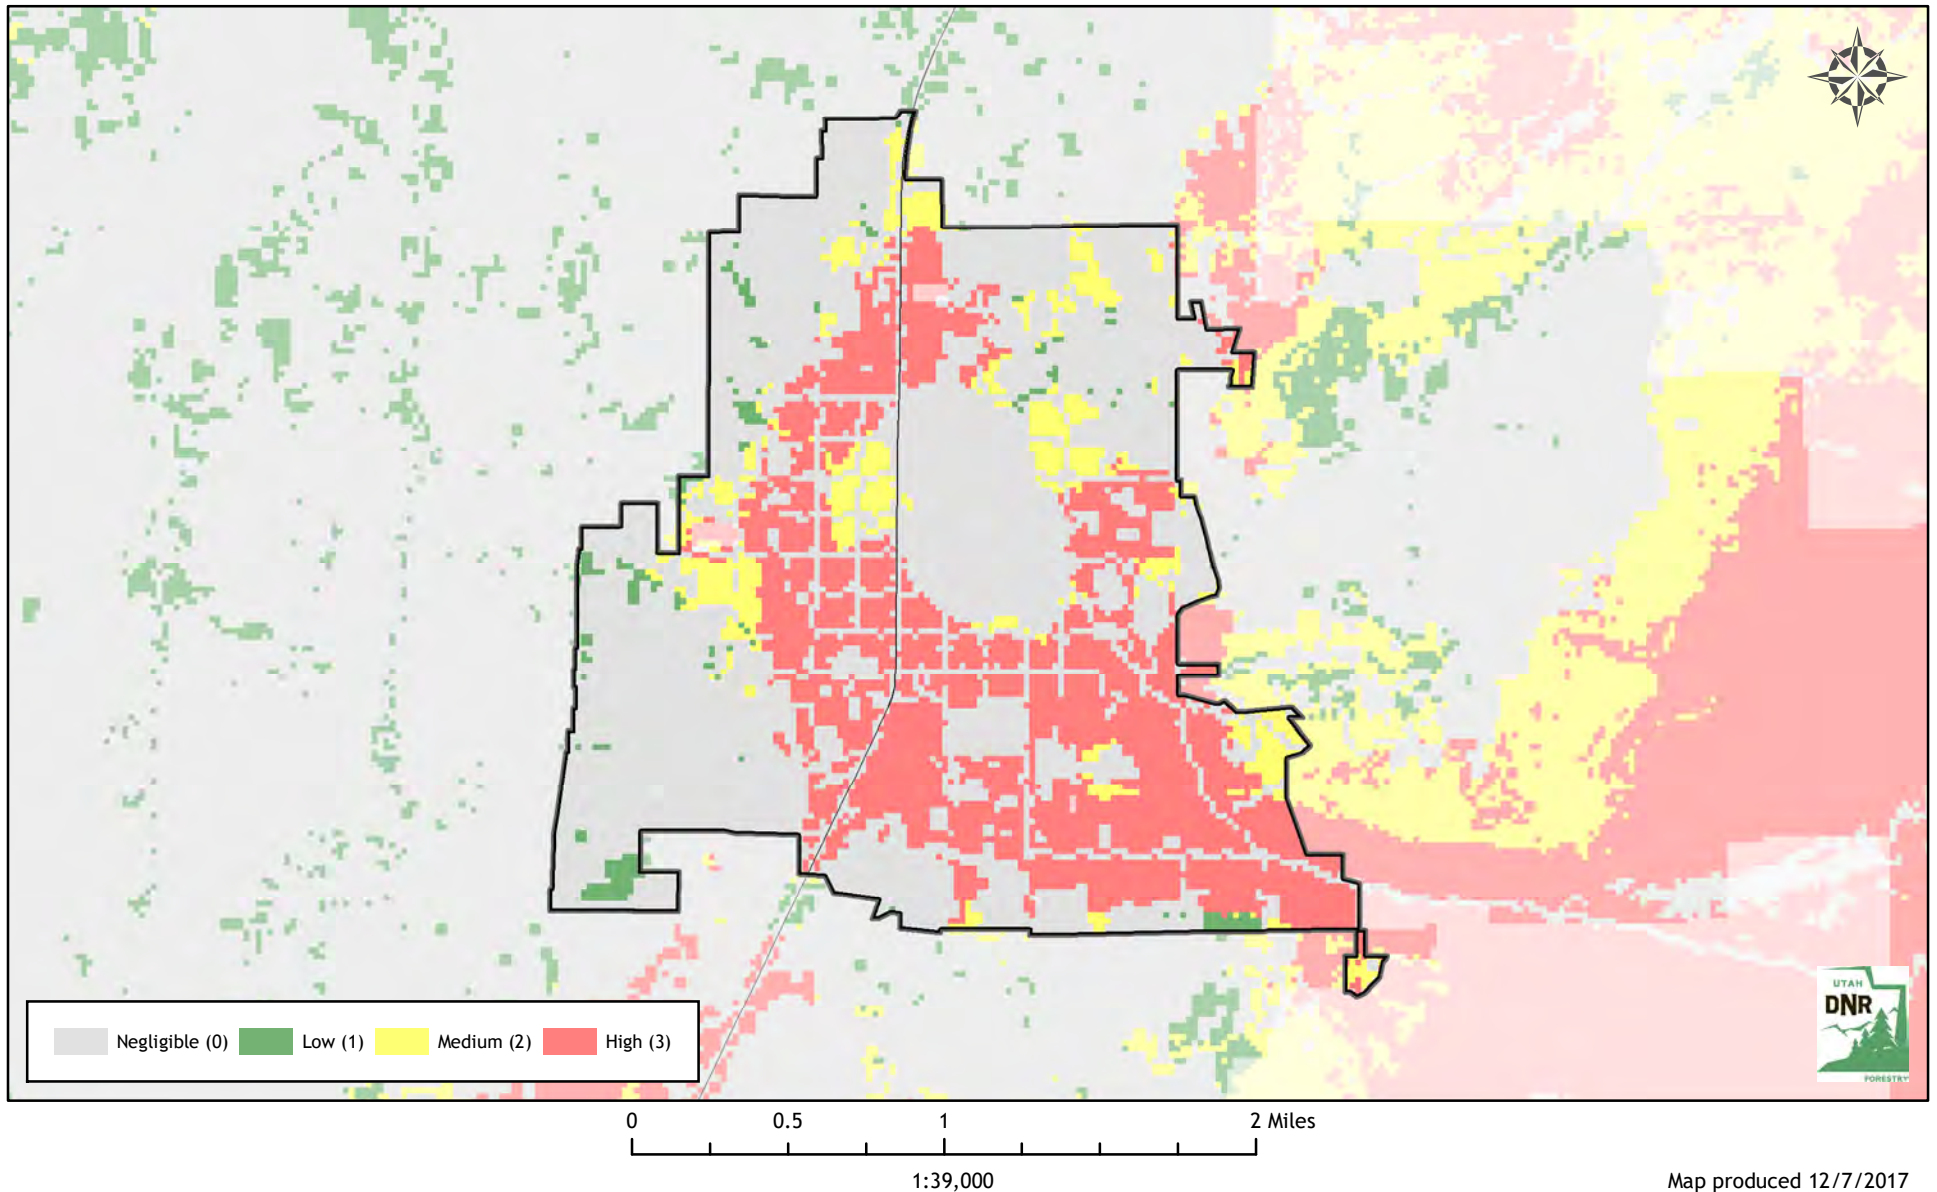 UTAH
DNR
FORESTRY
Negligible (0) Low (1) Medium (2) High (3)
0 0.5 1 2 Miles
1:39,000
Map produced 12/7/2017